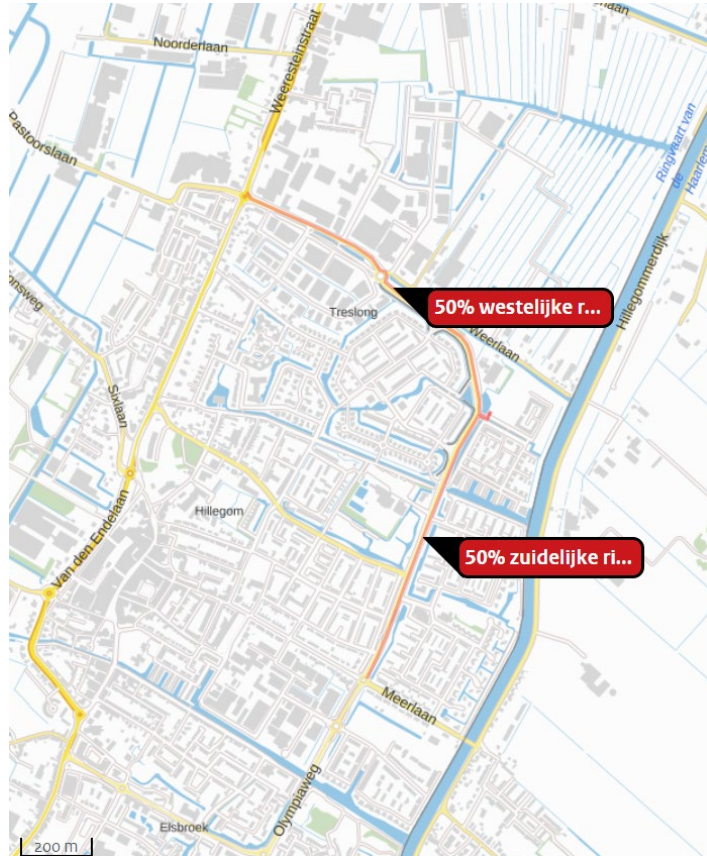 Noorderlaan
Weeresteinstraat
Pastoorslaan
Ringvaart van
de
Haarlem
Hillegommerdijk
50% westelijke r...
Treslong
Weerlaan
onsweg
Sixlaan
Hillegom
50% zuidelijke ri...
Van den Endelaan
Meerlaan
Olympiaweg
Elsbroek
200 m